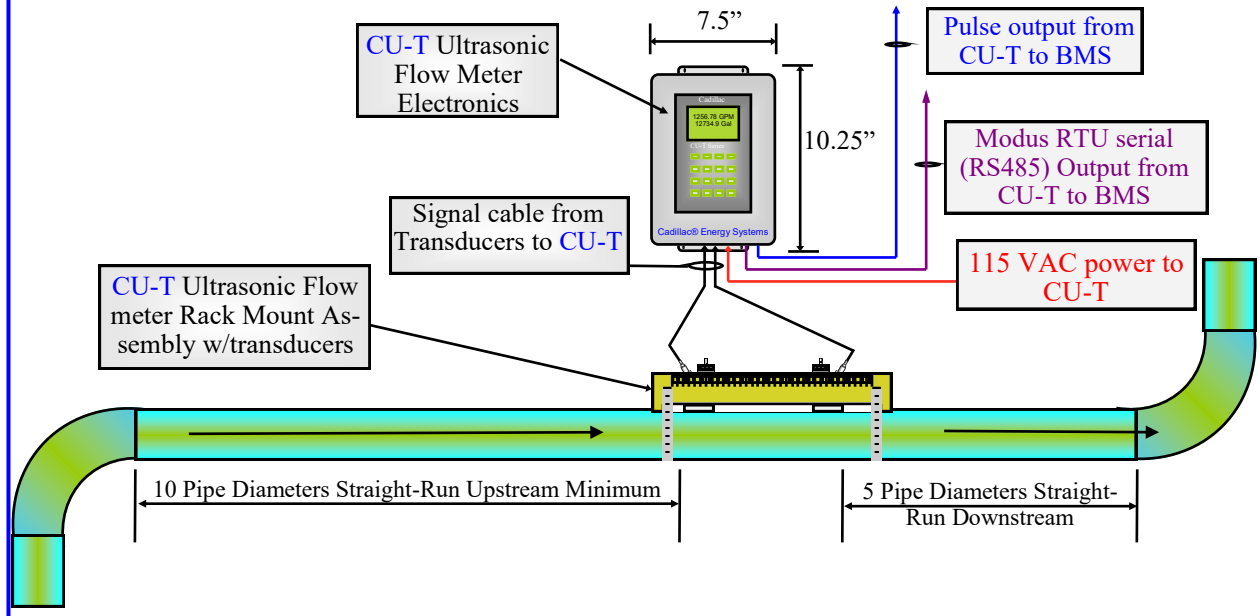 7.5”
CU-T Ultrasonic
Flow Meter
Electronics
Pulse output from
CU-T to BMS
Cadillac
1256.78 GPM
12734.9 Gal
CU-T Series
10.25”
Modus RTU serial
(RS485) Output from
CU-T to BMS
Signal cable from
Transducers to CU-T
Cadillac® Energy Systems
115 VAC power to
CU-T
CU-T Ultrasonic Flow
meter Rack Mount As-
sembly w/transducers
10 Pipe Diameters Straight-Run Upstream Minimum
5 Pipe Diameters Straight-
Run Downstream